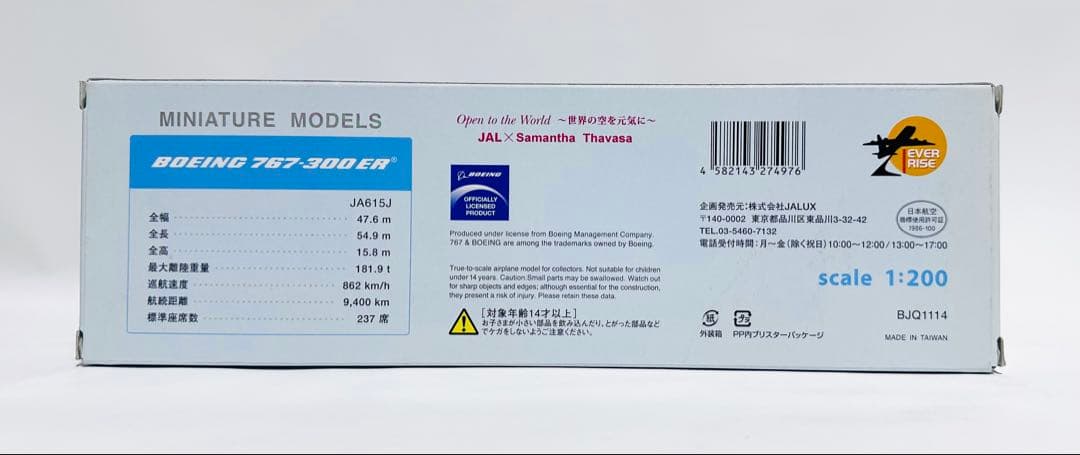 MINIATURE MODELS
BOEING 767-300ER®
JA615J
全幅 47.6 m
全長 54.9 m
全高 15.8 m
最大離陸重量 181.9 t
巡航速度 862 km/h
航続距離 9,400 km
標準座席数 237 席
Open to the World ～世界の空を元気に～
JAL×Samantha Thavasa
BOEING
OFFICIALLY
LICENSED
PRODUCT
Produced under license from Boeing Management Company.
767 & BOEING are among the trademarks owned by Boeing.
True-to-scale airplane model for collectors. Not suitable for children
under 14 years. Caution:Small parts may be swallowed. Watch out
for sharp objects and edges; although essential for the construction,
they present a risk of injury. Please retain these data.
[対象年齢14才以上]
お子さまが小さい部品を飲み込んだり、とがった部品など
でケガをしないようご注意ください。
4 582143 274976
EVER
RISE
企画発売元:株式会社JALUX
〒140-0002 東京都品川区東品川3-32-42
TEL.03-5460-7132
電話受付時間:月〜金(除く祝日)10:00〜12:00/13:00〜17:00
日本航空
商標使用許可証
1986-100
scale 1:200
紙
プラ
外装箱
PP内ブリスターパッケージ
BJQ1114
MADE IN TAIWAN